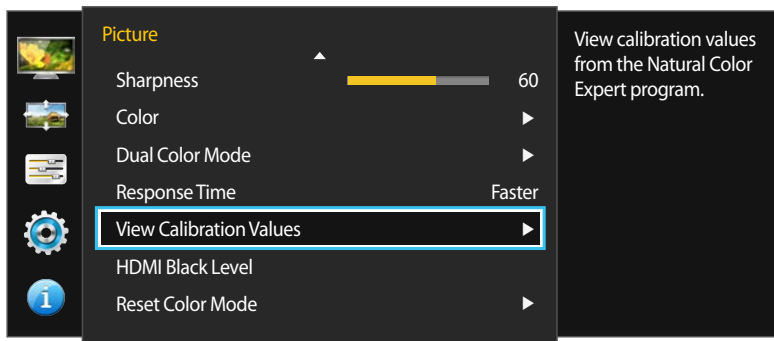 Picture
Sharpness 60
Color
Dual Color Mode
Response Time Faster
View Calibration Values
HDMI Black Level
Reset Color Mode
View calibration values
from the Natural Color
Expert program.